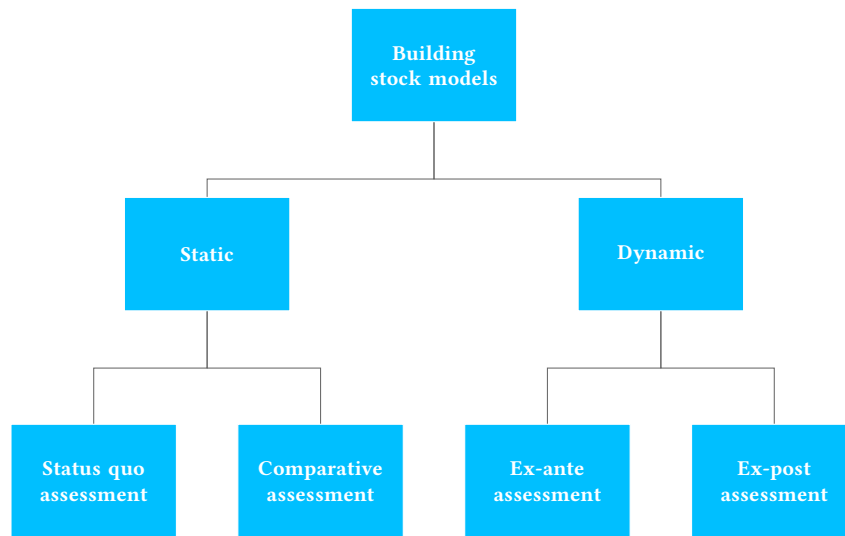 Building
stock models
Static
Dynamic
Status quo
assessment
Comparative
assessment
Ex-ante
assessment
Ex-post
assessment